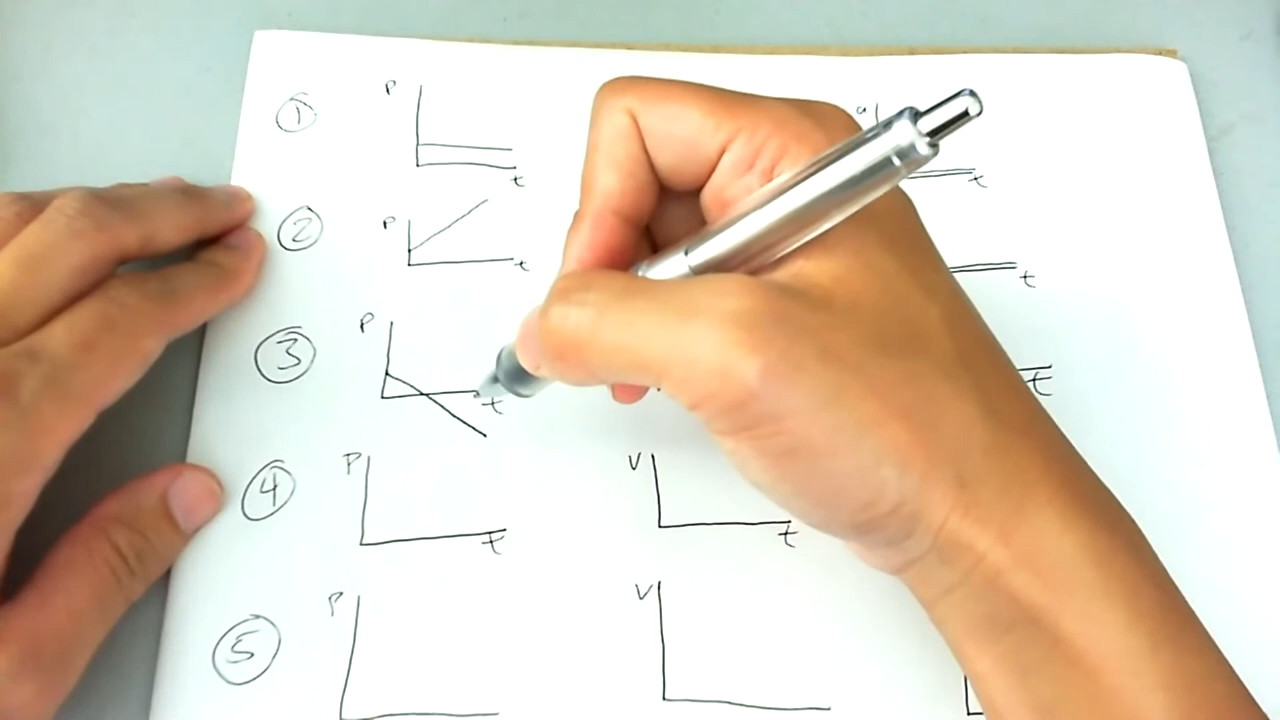 ① P t a t
② P t t
③ P t t
④ P t V t
⑤ P V